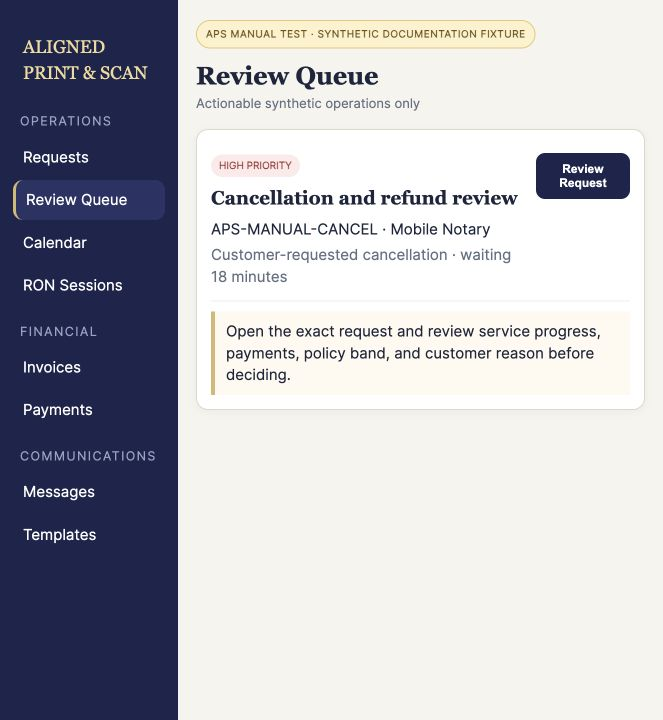 ALIGNED
PRINT & SCAN
OPERATIONS
Requests
Review Queue
Calendar
RON Sessions
FINANCIAL
Invoices
Payments
COMMUNICATIONS
Messages
Templates
APS MANUAL TEST · SYNTHETIC DOCUMENTATION FIXTURE
Review Queue
Actionable synthetic operations only
HIGH PRIORITY
Cancellation and refund review
APS-MANUAL-CANCEL · Mobile Notary
Customer-requested cancellation · waiting
18 minutes
Review
Request
Open the exact request and review service progress,
payments, policy band, and customer reason before
deciding.